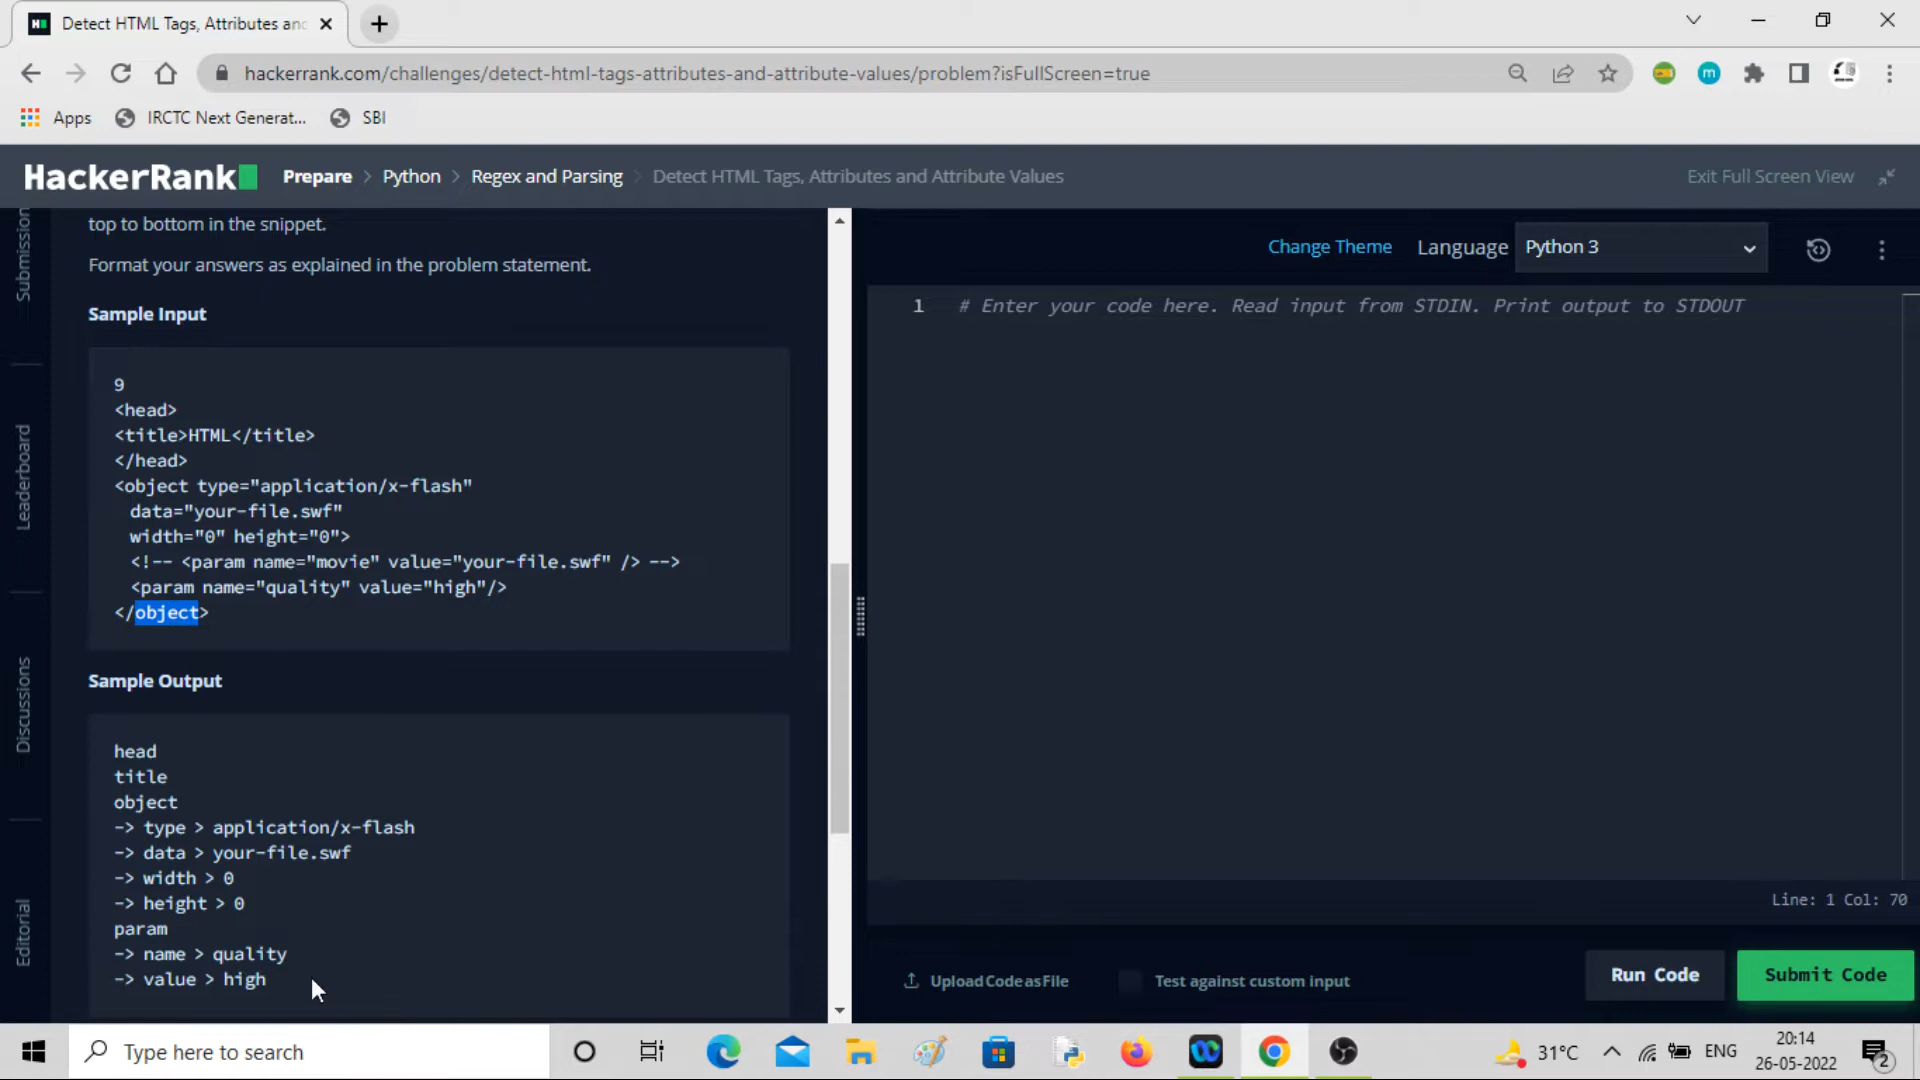 Detect HTML Tags, Attributes and
hackerrank.com/challenges/detect-html-tags-attributes-and-attribute-values/problem?isFullScreen=true
Apps
IRCTC Next Generat...
SBI
HackerRank
Prepare > Python > Regex and Parsing > Detect HTML Tags, Attributes and Attribute Values
Exit Full Screen View
Submission
Leaderboard
Discussions
Editorial
top to bottom in the snippet.
Format your answers as explained in the problem statement.
Sample Input
9
<head>
<title>HTML</title>
</head>
<object type="application/x-flash"
data="your-file.swf"
width="0" height="0">
<!-- <param name="movie" value="your-file.swf" /> -->
<param name="quality" value="high"/>
</object>
Sample Output
head
title
object
-> type > application/x-flash
-> data > your-file.swf
-> width > 0
-> height > 0
param
-> name > quality
-> value > high
Change Theme
Language
Python 3
1 # Enter your code here. Read input from STDIN. Print output to STDOUT
Line: 1 Col: 70
Upload Code as File
Test against custom input
Run Code
Submit Code
Type here to search
31°C
ENG
20:14
26-05-2022
2